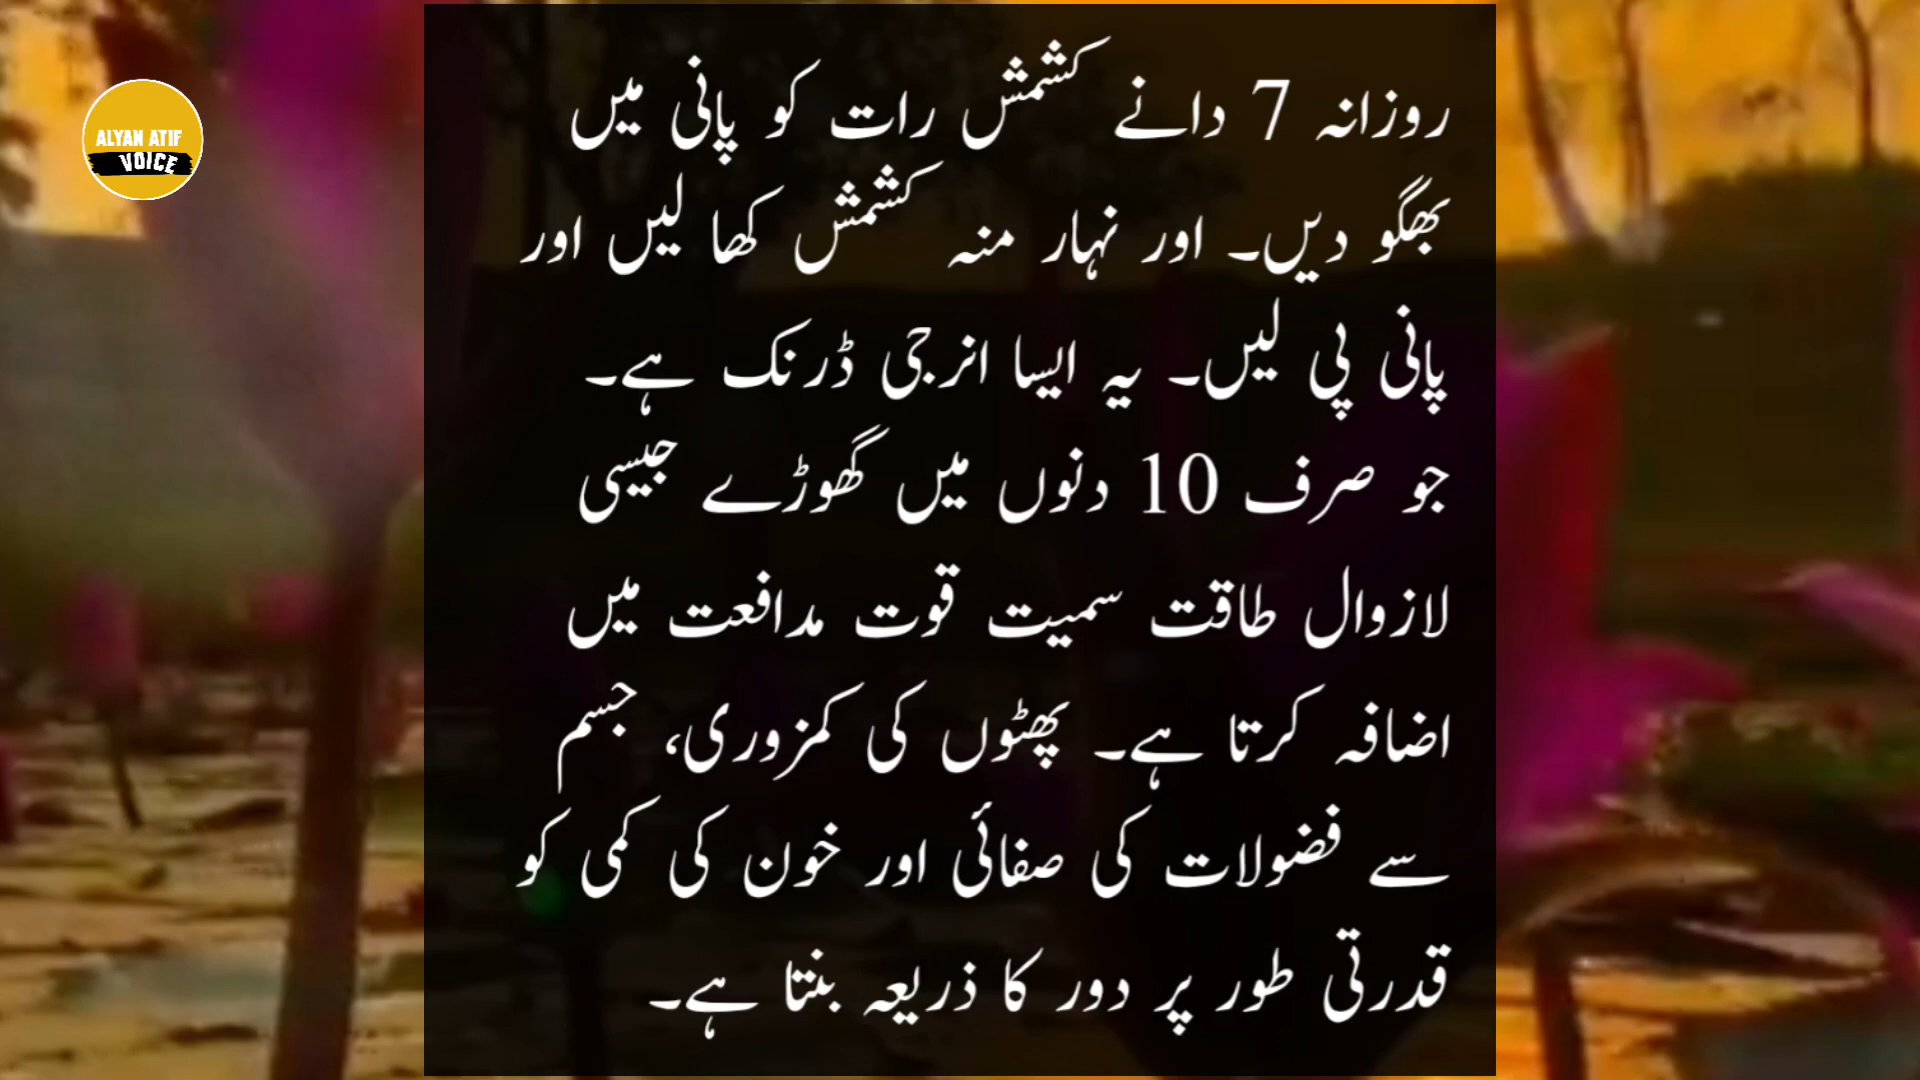 ALYAN ATIF
VOICE
روزانہ 7 دانے کشمش رات کو پانی میں
بھگو دیں۔ اور نہار منہ کشمش کھا لیں اور
پانی پی لیں۔ یہ ایسا انرجی ڈرنک ہے۔
جو صرف 10 دنوں میں گھوڑے جیسی
لازوال طاقت سمیت قوت مدافعت میں
اضافہ کرتا ہے۔ پھٹوں کی کمزوری، جسم
سے فضولات کی صفائی اور خون کی کمی کو
قدرتی طور پر دور کا ذریعہ بنتا ہے۔